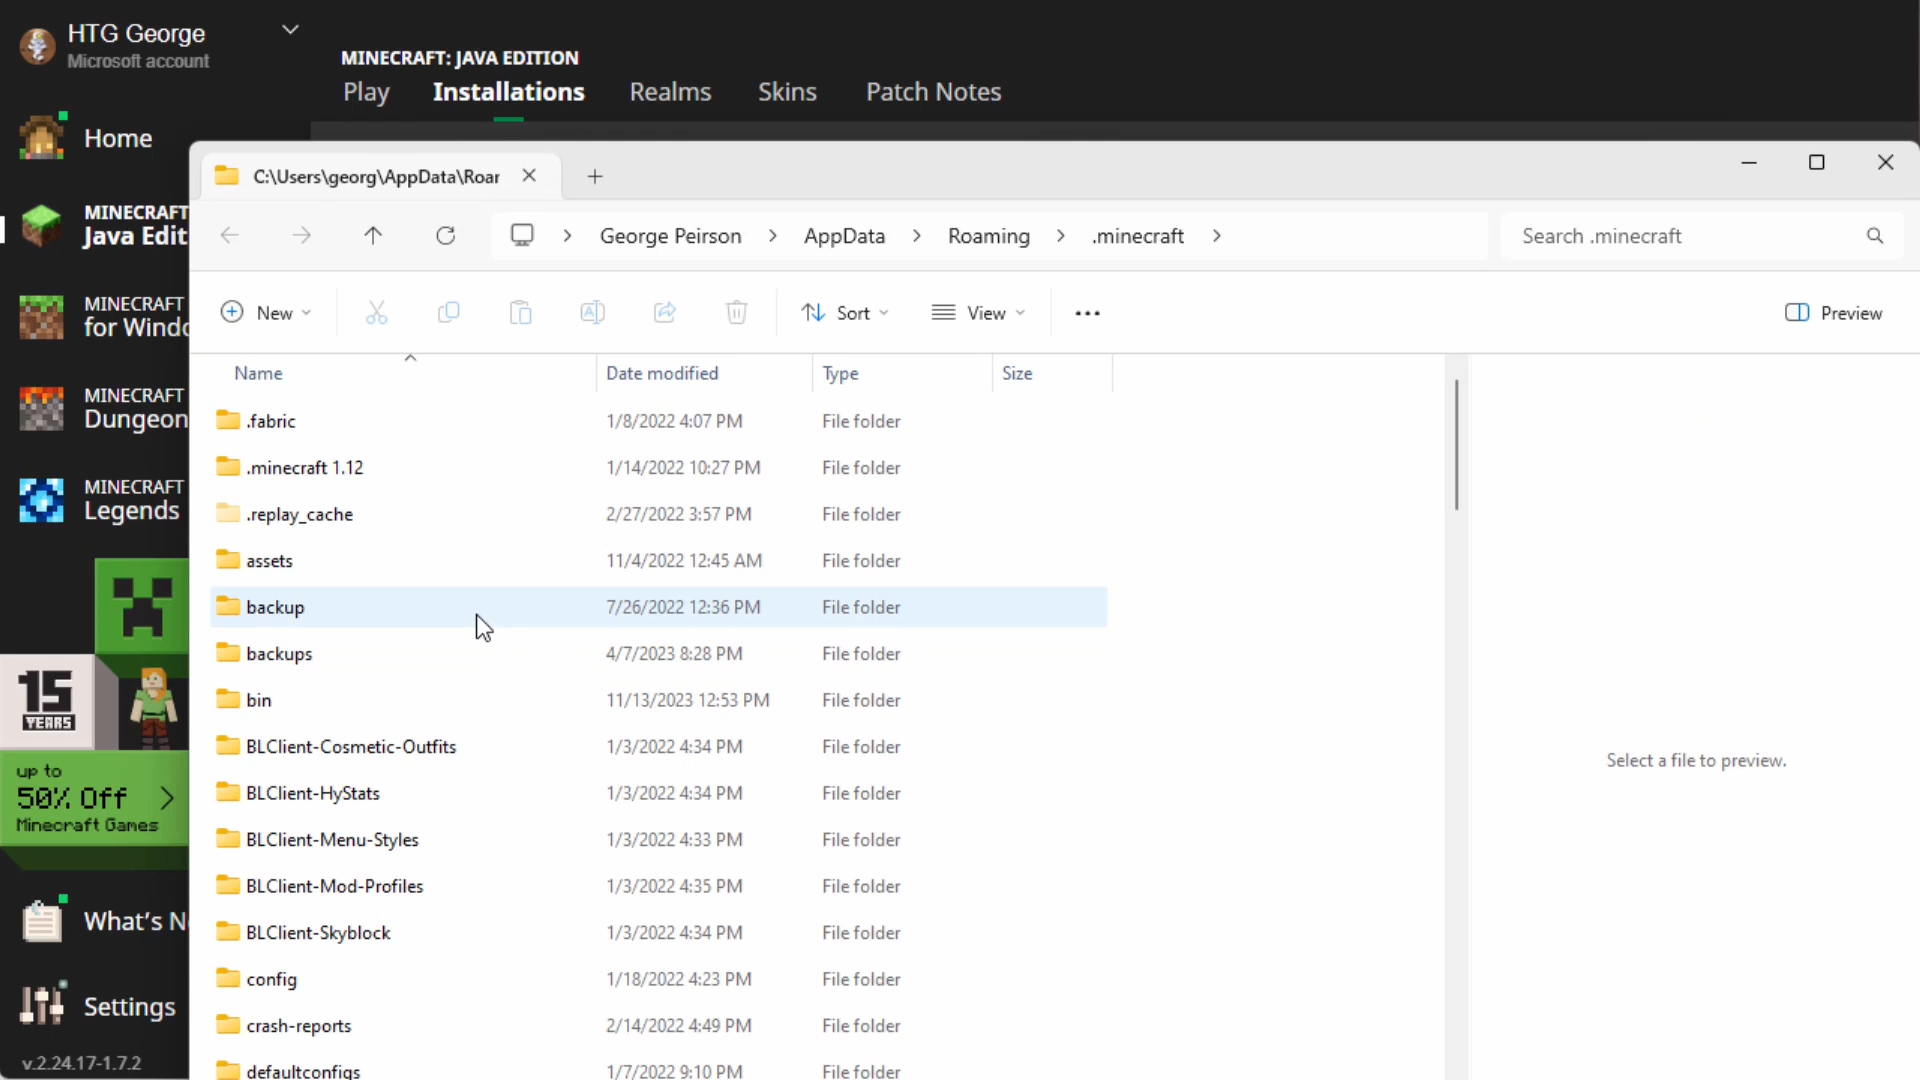 HTG George
Microsoft account
MINECRAFT: JAVA EDITION
Play Installations Realms Skins Patch Notes
Home
MINECRAFT
Java Edit
MINECRAFT
for Windo
MINECRAFT
Dungeon
MINECRAFT
Legends
15
YEARS
up to
50% Off
Minecraft Games
What's N
Settings
v.2.24.17-1.7.2
C:\Users\georg\AppData\Roar
George Peirson > AppData > Roaming > .minecraft >
Search .minecraft
New Sort View ... Preview
Name Date modified Type Size
.fabric 1/8/2022 4:07 PM File folder
.minecraft 1.12 1/14/2022 10:27 PM File folder
.replay_cache 2/27/2022 3:57 PM File folder
assets 11/4/2022 12:45 AM File folder
backup 7/26/2022 12:36 PM File folder
backups 4/7/2023 8:28 PM File folder
bin 11/13/2023 12:53 PM File folder
BLClient-Cosmetic-Outfits 1/3/2022 4:34 PM File folder
BLClient-HyStats 1/3/2022 4:34 PM File folder
BLClient-Menu-Styles 1/3/2022 4:33 PM File folder
BLClient-Mod-Profiles 1/3/2022 4:35 PM File folder
BLClient-Skyblock 1/3/2022 4:34 PM File folder
config 1/18/2022 4:23 PM File folder
crash-reports 2/14/2022 4:49 PM File folder
defaultconfigs 1/7/2022 9:10 PM File folder
Select a file to preview.